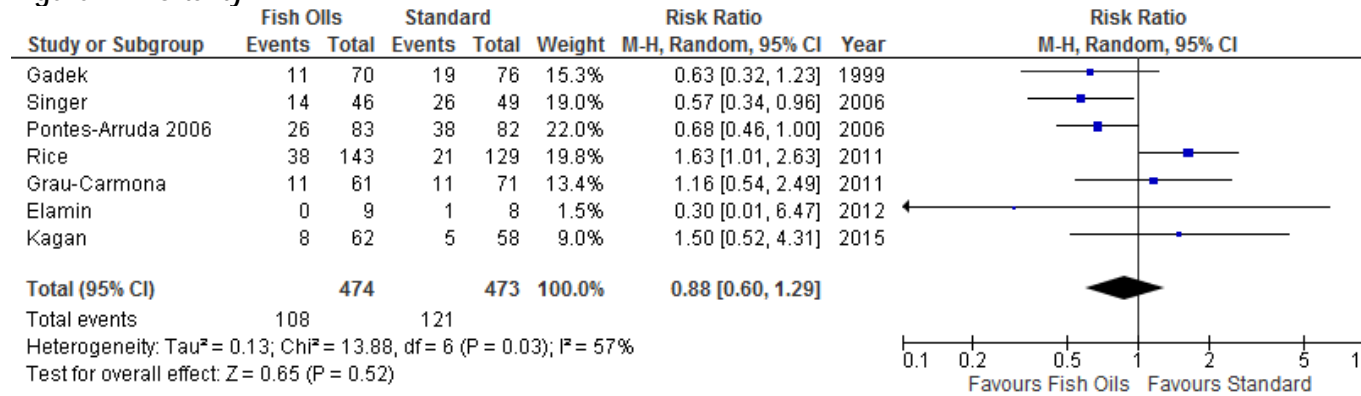 Fish Oils Standard Risk Ratio Risk Ratio
Study or Subgroup Events Total Events Total Weight M-H, Random, 95% CI Year M-H, Random, 95% CI
Gadek 11 70 19 76 15.3% 0.63 [0.32, 1.23] 1999
Singer 14 46 26 49 19.0% 0.57 [0.34, 0.96] 2006
Pontes-Arruda 2006 26 83 38 82 22.0% 0.68 [0.46, 1.00] 2006
Rice 38 143 21 129 19.8% 1.63 [1.01, 2.63] 2011
Grau-Carmona 11 61 11 71 13.4% 1.16 [0.54, 2.49] 2011
Elamin 0 9 1 8 1.5% 0.30 [0.01, 6.47] 2012
Kagan 8 62 5 58 9.0% 1.50 [0.52, 4.31] 2015
Total (95% CI) 474 473 100.0% 0.88 [0.60, 1.29]
Total events 108 121
Heterogeneity: Tau² = 0.13; Chi² = 13.88, df = 6 (P = 0.03); I² = 57%
Test for overall effect: Z = 0.65 (P = 0.52)
0.1 0.2 0.5 1 2 5
Favours Fish Oils Favours Standard